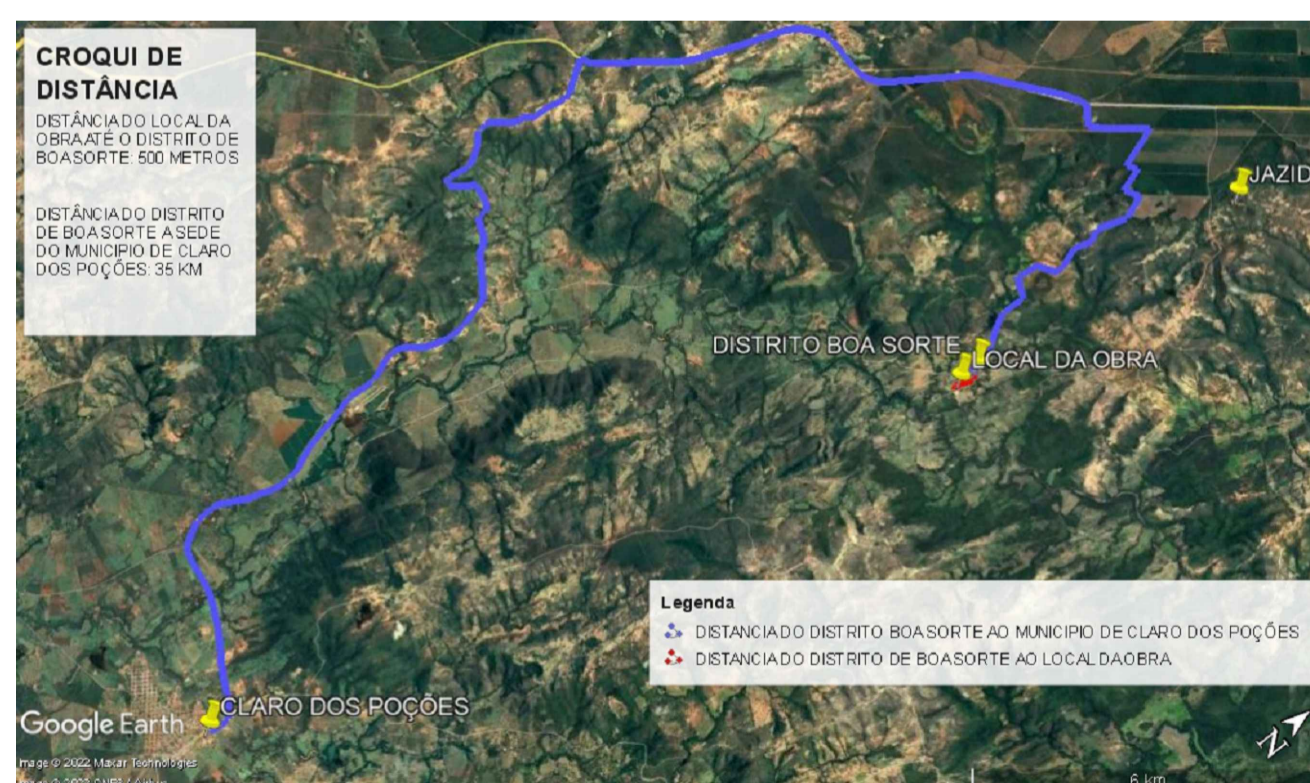 CROQUI DE
DISTÂNCIA
DISTÂNCIA DO LOCAL DA
OBRA ATÉ O DISTRITO DE
BOA SORTE: 500 METROS
DISTÂNCIA DO DISTRITO
DE BOA SORTE A SEDE
DO MUNICIPIO DE CLARO
DOS POÇÕES: 35 KM
JAZID
DISTRITO BOA SORTE
LOCAL DA OBRA
Legenda
DISTANCIA DO DISTRITO BOA SORTE AO MUNICIPIO DE CLARO DOS POÇÕES
DISTANCIA DO DISTRITO DE BOA SORTE AO LOCAL DA OBRA
CLARO DOS POÇÕES
Google Earth
Image © 2022 Maxar Technologies
N
6 km